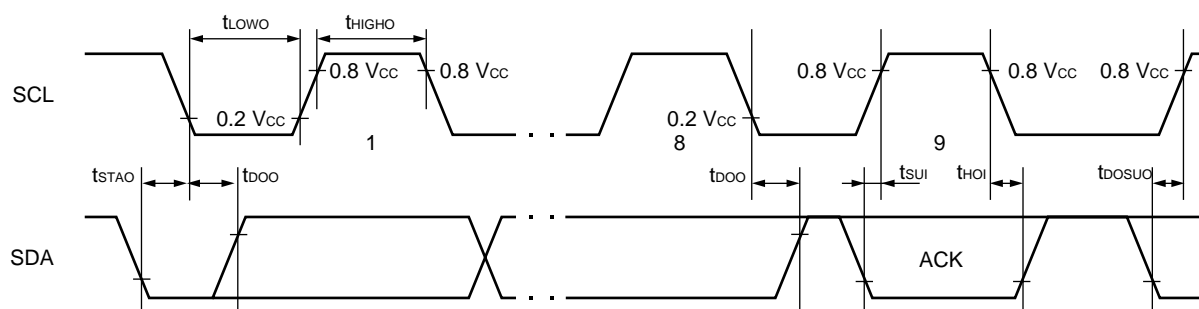 tLOWO tHIGHO
SCL
0.8 VCC 0.8 VCC 0.8 VCC 0.8 VCC 0.8 VCC
0.2 VCC 0.2 VCC
1 8 9
tSTAO tDOO tDOO tSUI tHOI tDOSUO
SDA
ACK